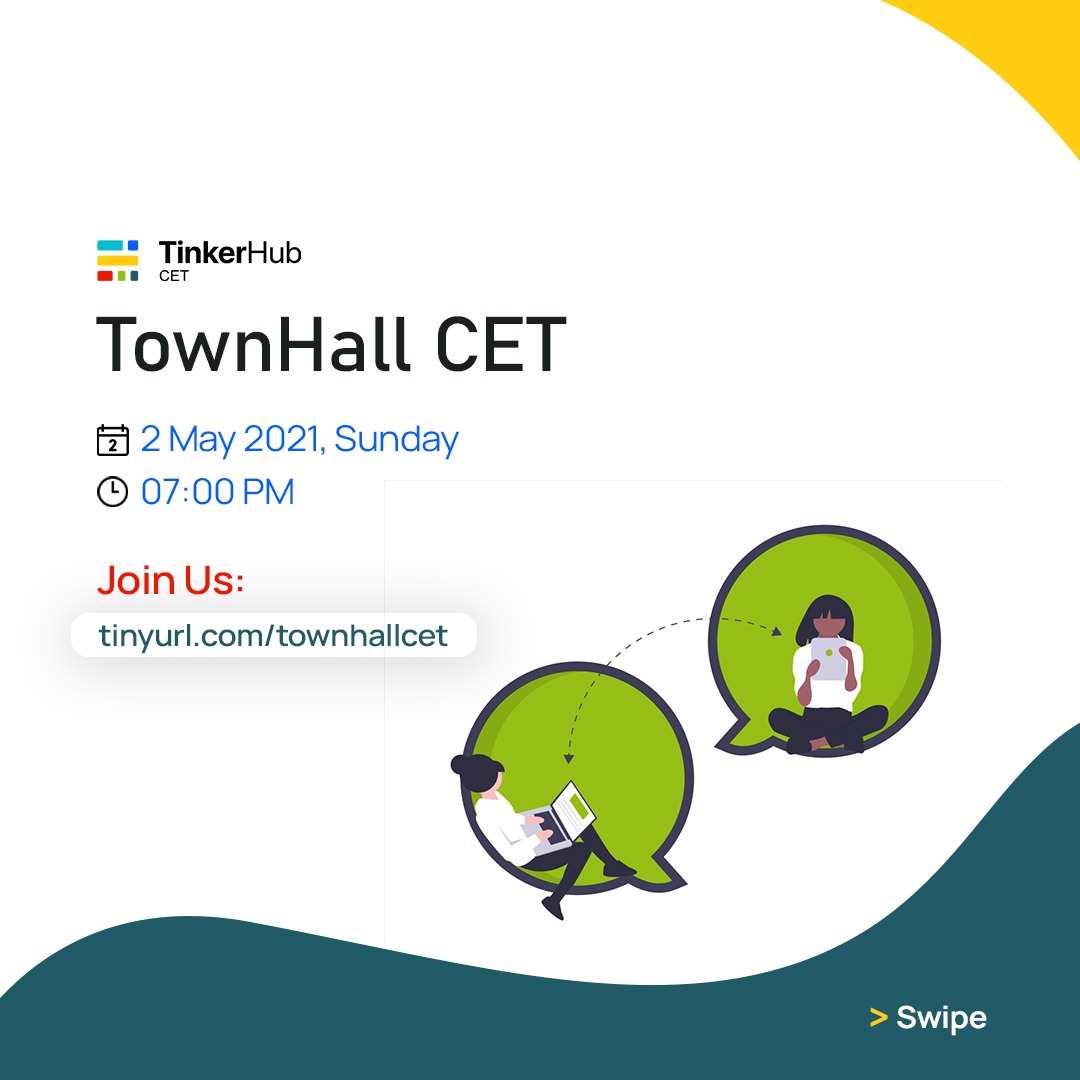 TinkerHub
CET
TownHall CET
2
2 May 2021, Sunday
07:00 PM
Join Us:
tinyurl.com/townhallcet
> Swipe